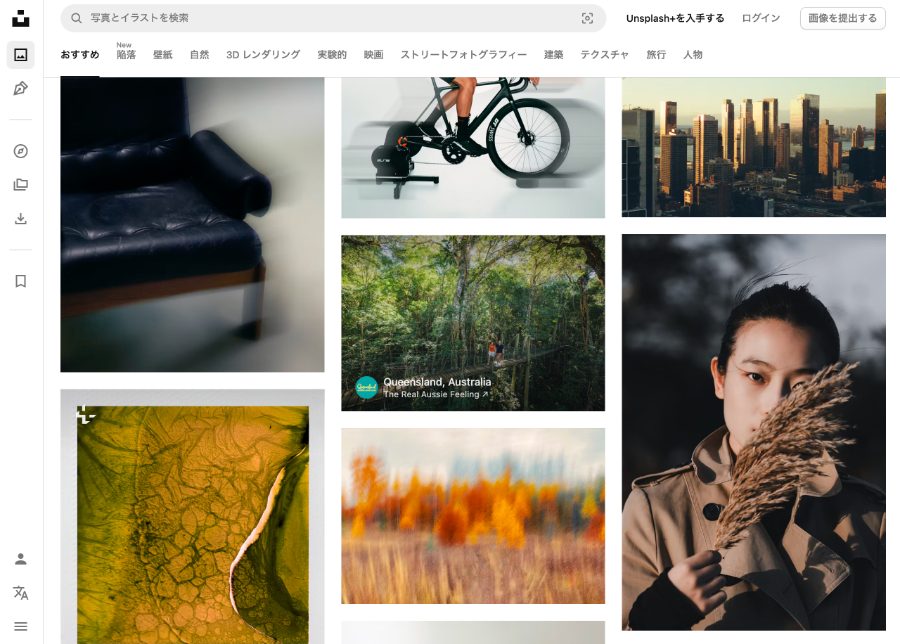 写真とイラストを検索
Unsplash+を入手する
ログイン
画像を提出する
おすすめ
New
陥落
壁紙
自然
3D レンダリング
実験的
映画
ストリートフォトグラフィー
建築
テクスチャ
旅行
人物
Queensland, Australia
The Real Aussie Feeling ↗